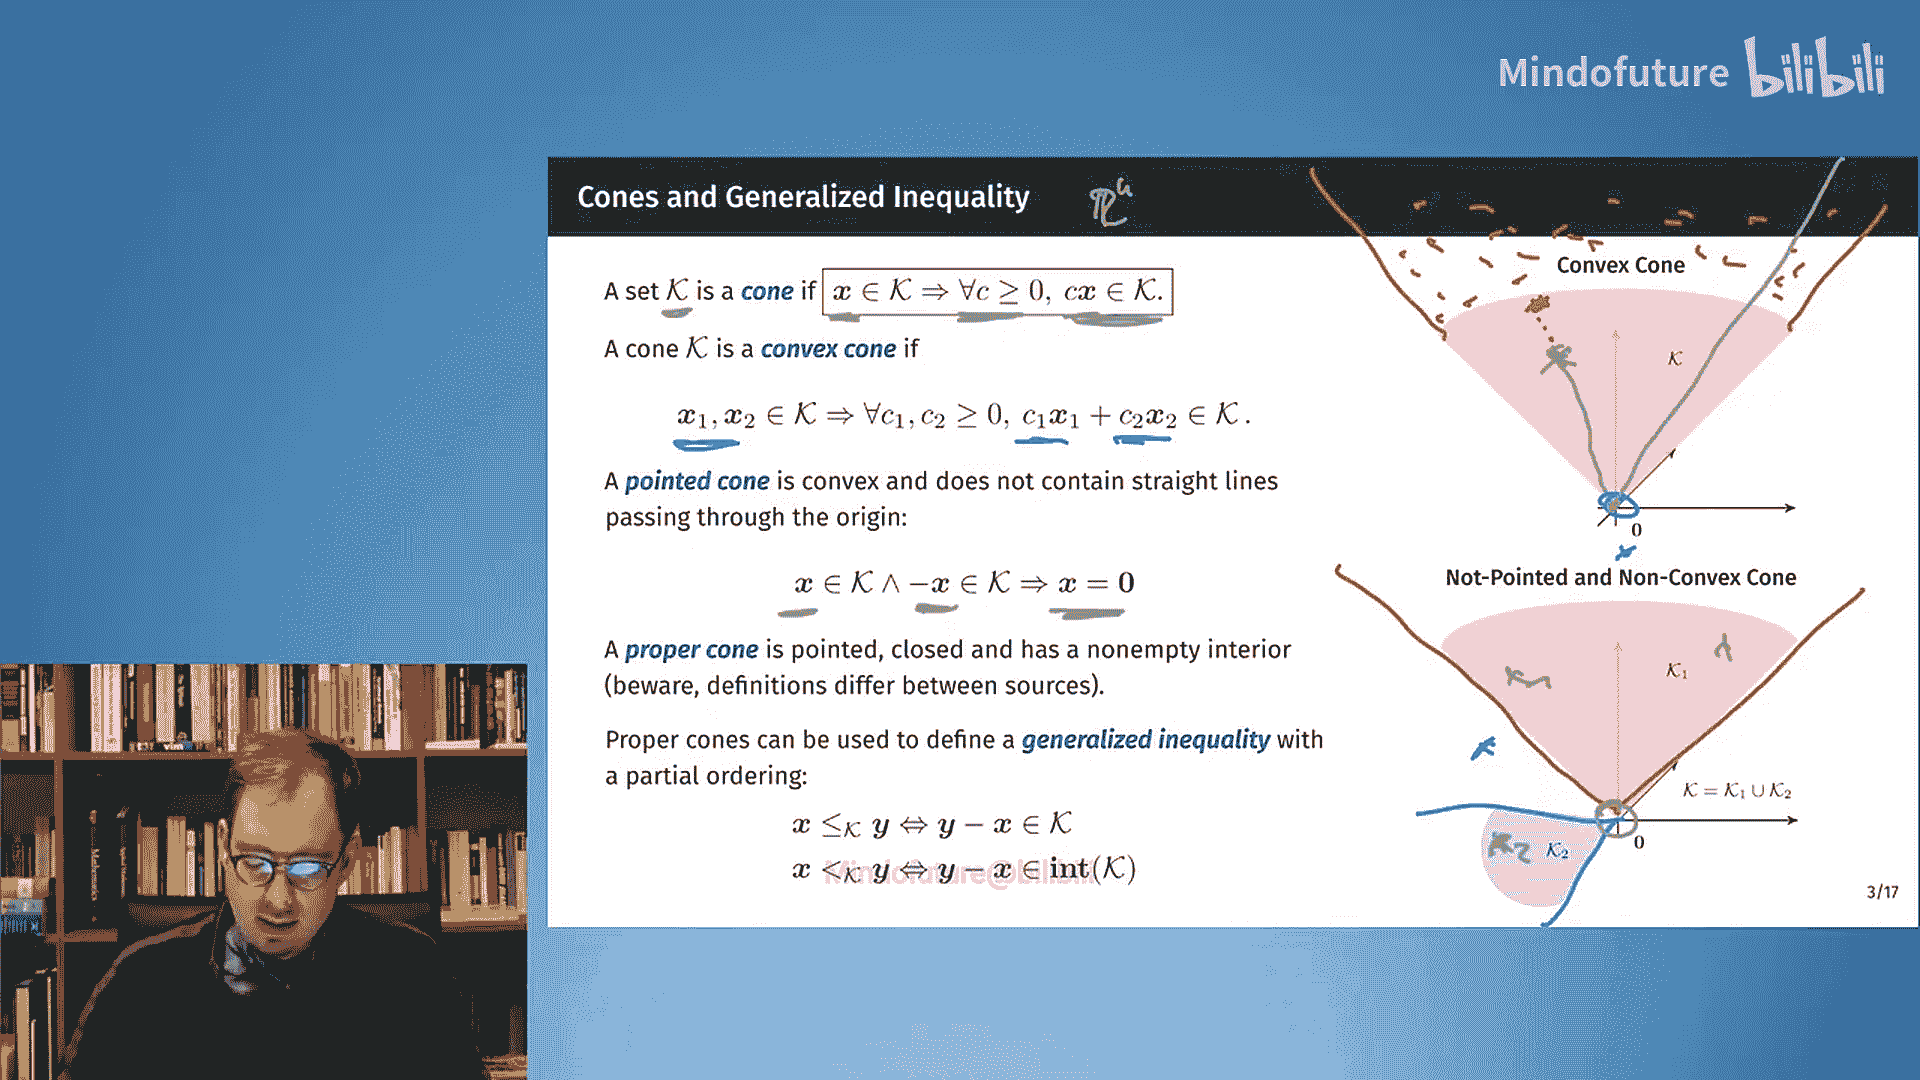 Mindofuture bilibili
Cones and Generalized Inequality ℝⁿ
A set 𝒦 is a cone if x ∈ 𝒦 ⇒ ∀c ≥ 0, cx ∈ 𝒦.
A cone 𝒦 is a convex cone if
x₁, x₂ ∈ 𝒦 ⇒ ∀c₁, c₂ ≥ 0, c₁x₁ + c₂x₂ ∈ 𝒦.
A pointed cone is convex and does not contain straight lines
passing through the origin:
x ∈ 𝒦 ∧ −x ∈ 𝒦 ⇒ x = 0
A proper cone is pointed, closed and has a nonempty interior
(beware, definitions differ between sources).
Proper cones can be used to define a generalized inequality with
a partial ordering:
x ≤𝒦 y ⇔ y − x ∈ 𝒦
x <𝒦 y ⇔ y − x ∈ int(𝒦)
Mindofuture@bilibili
Convex Cone
𝒦
0
Not-Pointed and Non-Convex Cone
𝒦₁
𝒦 = 𝒦₁ ∪ 𝒦₂
0
𝒦₂
3/17